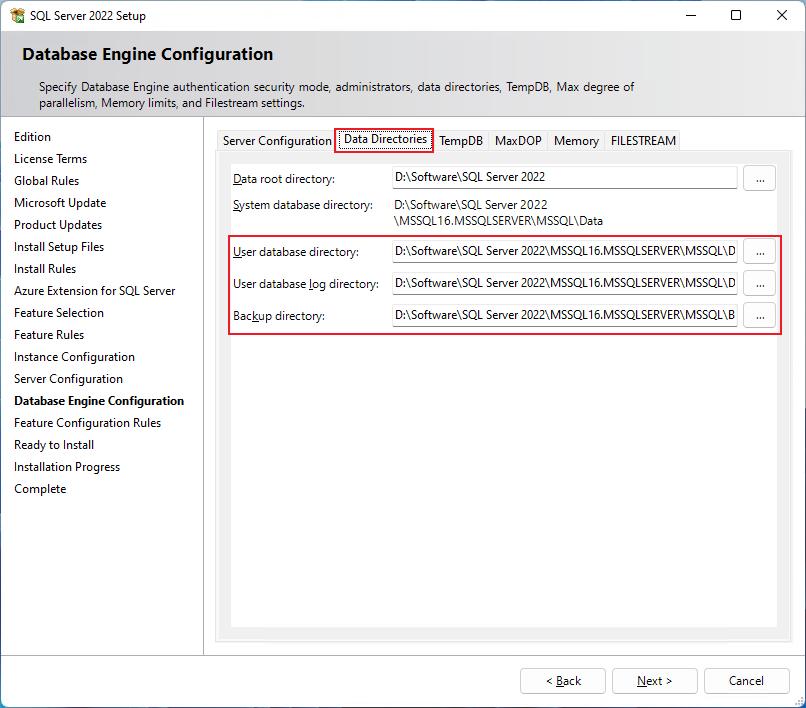 SQL Server 2022 Setup
Database Engine Configuration
Specify Database Engine authentication security mode, administrators, data directories, TempDB, Max degree of
parallelism, Memory limits, and Filestream settings.
Edition
License Terms
Global Rules
Microsoft Update
Product Updates
Install Setup Files
Install Rules
Azure Extension for SQL Server
Feature Selection
Feature Rules
Instance Configuration
Server Configuration
Database Engine Configuration
Feature Configuration Rules
Ready to Install
Installation Progress
Complete
Server Configuration Data Directories TempDB MaxDOP Memory FILESTREAM
Data root directory: D:\Software\SQL Server 2022 ...
System database directory: D:\Software\SQL Server 2022
\MSSQL16.MSSQLSERVER\MSSQL\Data
User database directory: D:\Software\SQL Server 2022\MSSQL16.MSSQLSERVER\MSSQL\D ...
User database log directory: D:\Software\SQL Server 2022\MSSQL16.MSSQLSERVER\MSSQL\D ...
Backup directory: D:\Software\SQL Server 2022\MSSQL16.MSSQLSERVER\MSSQL\B ...
< Back Next > Cancel